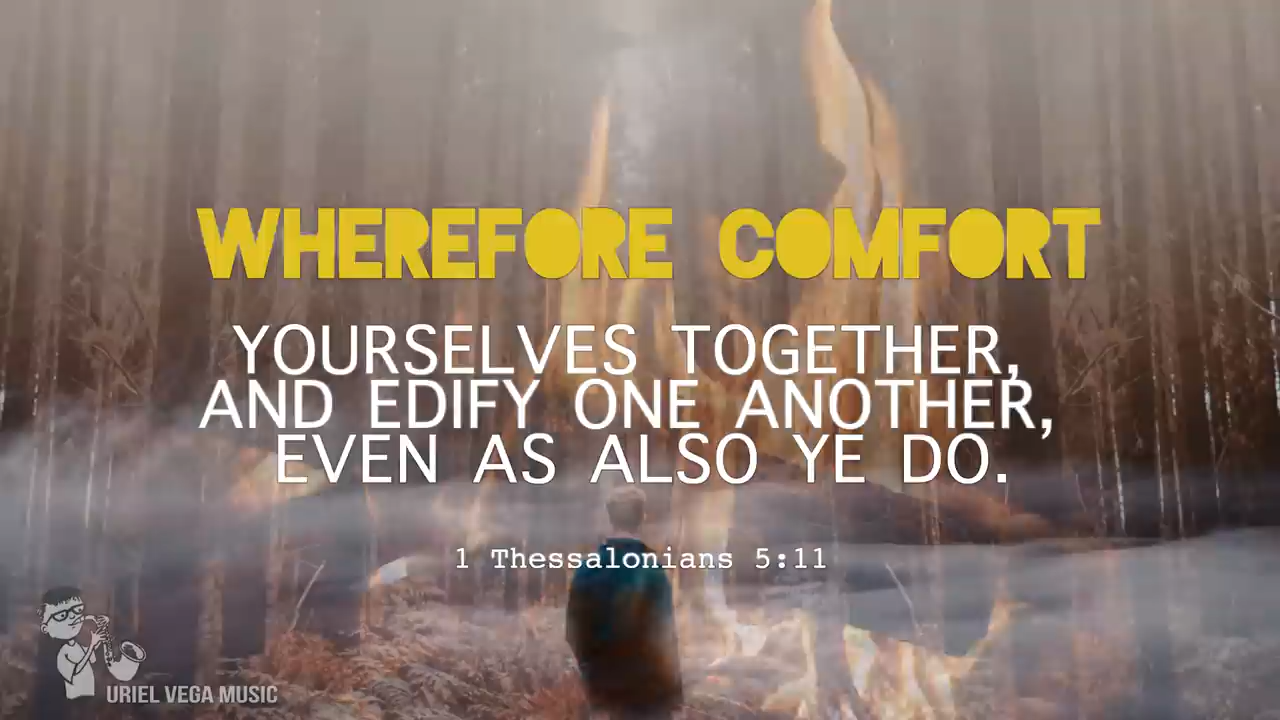 WHEREFORE COMFORT
YOURSELVES TOGETHER,
AND EDIFY ONE ANOTHER,
EVEN AS ALSO YE DO.
1 Thessalonians 5:11
URIEL VEGA MUSIC